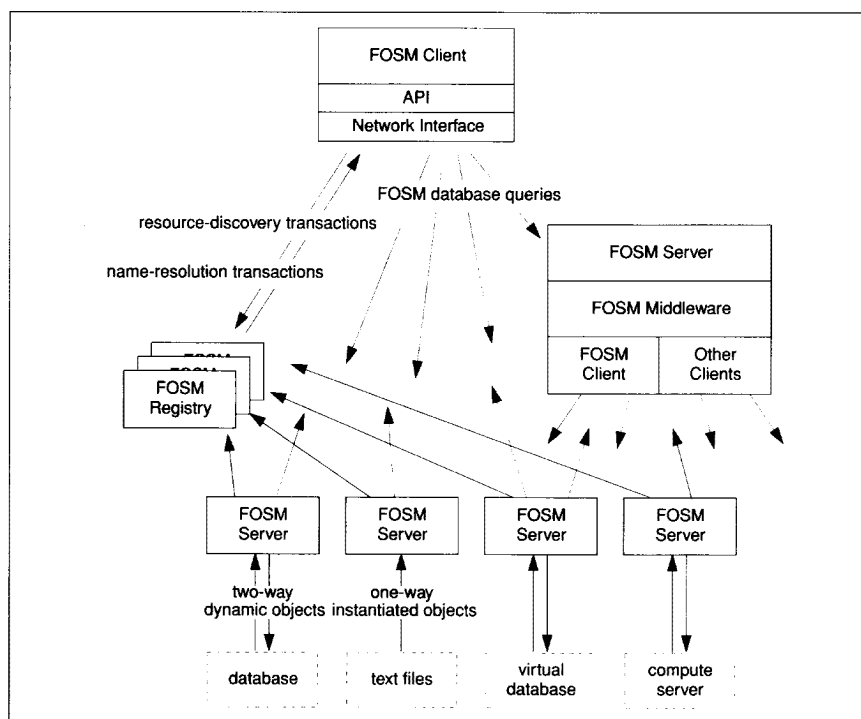 FOSM Client
API
Network Interface
FOSM database queries
resource-discovery transactions
name-resolution transactions
FOSM Server
FOSM Middleware
FOSM
Client
Other
Clients
FOSM
FOSM
FOSM
Registry
FOSM
Server
FOSM
Server
FOSM
Server
FOSM
Server
two-way
dynamic objects
one-way
instantiated objects
database
text files
virtual
database
compute
server